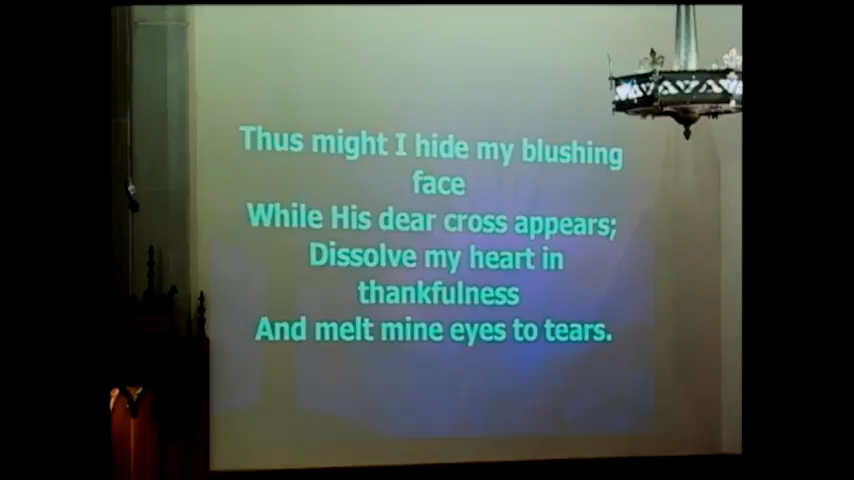 Thus might I hide my blushing
face
While His dear cross appears;
Dissolve my heart in
thankfulness
And melt mine eyes to tears.